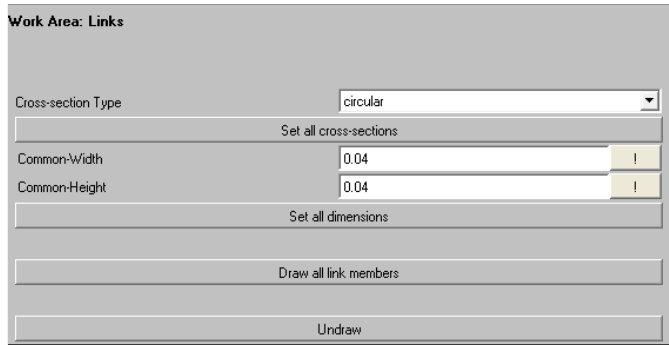 Work Area: Links
Cross-section Type circular
Set all cross-sections
Common-Width 0.04 !
Common-Height 0.04 !
Set all dimensions
Draw all link members
Undraw